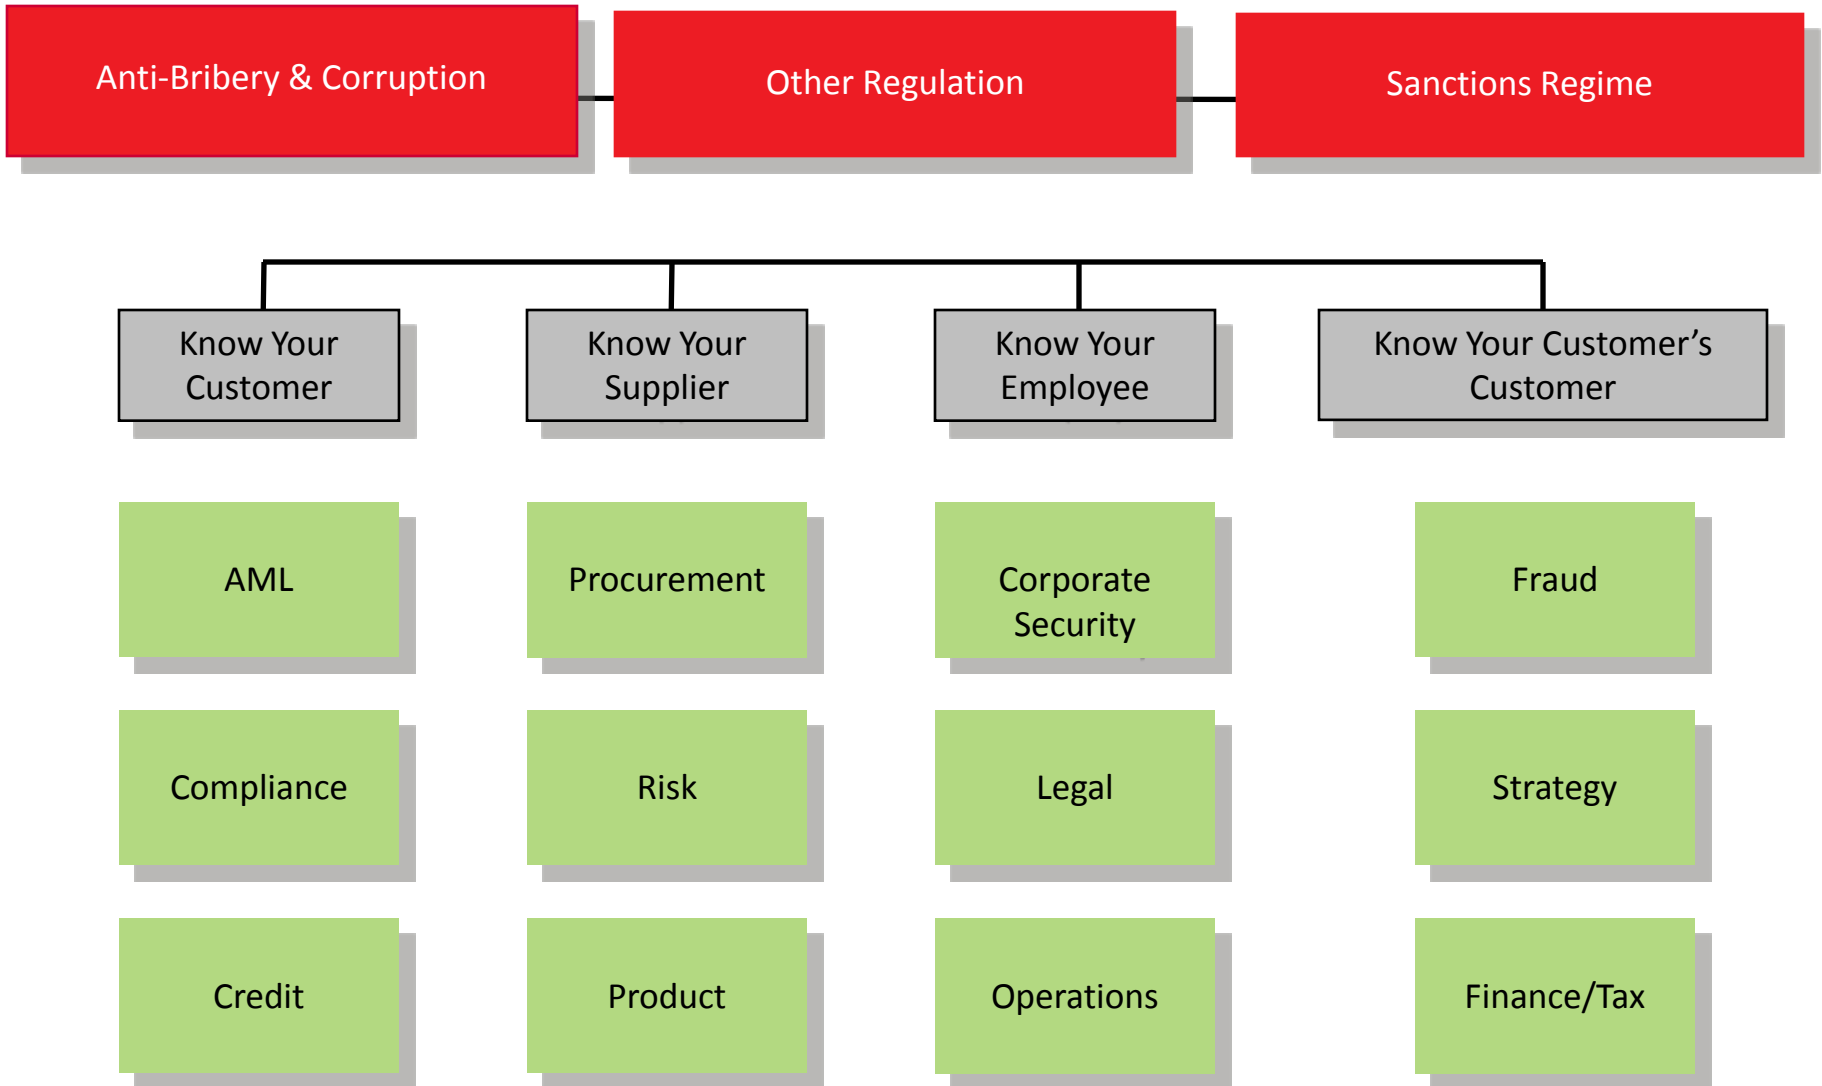 Anti-Bribery & Corruption
Other Regulation
Sanctions Regime
Know Your
Customer
Know Your
Supplier
Know Your
Employee
Know Your Customer’s
Customer
AML
Procurement
Corporate
Security
Fraud
Compliance
Risk
Legal
Strategy
Credit
Product
Operations
Finance/Tax